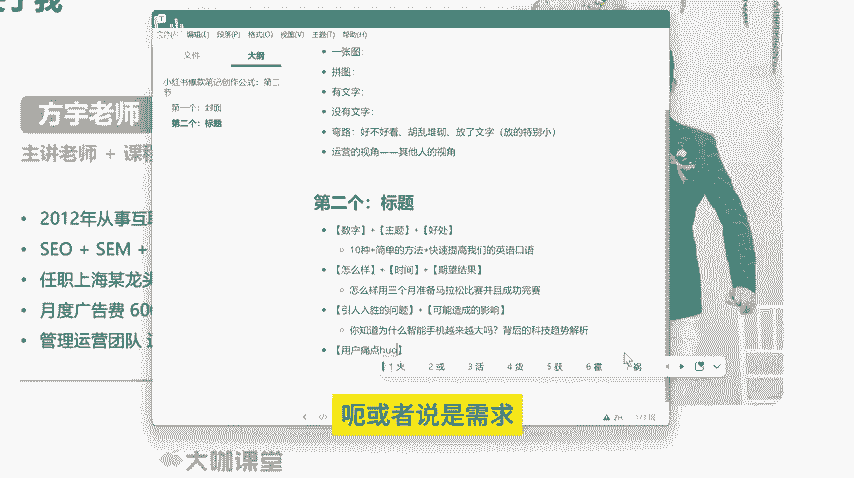 方宇老师
主讲老师 + 课程
• 2012年从事互联
• SEO + SEM +
• 任职上海某龙头
• 月度广告费 600
• 管理运营团队
编辑(E) 段落(P) 格式(O) 视图(V) 主题(T) 帮助(H)
文件 大纲
小红书爆款笔记创作公式：第二节
第一个：封面
第二个：标题
• 一张图：
• 拼图：
• 有文字：
• 没有文字：
• 弯路：好不好看、胡乱堆砌、放了文字（放的特别小）
• 运营的视角——其他人的视角
第二个：标题
• 【数字】+【主题】+【好处】
○ 10种+简单的方法+快速提高我们的英语口语
• 【怎么样】+【时间】+【期望结果】
○ 怎么样用三个月准备马拉松比赛并且成功完赛
• 【引人入胜的问题】+【可能造成的影响】
○ 你知道为什么智能手机越来越大吗？背后的科技趋势解析
• 【用户痛点huo】
1 火 2 或 3 活 4 货 5 获 6 霍 7 锅
呃或者说是需求
大咖课堂